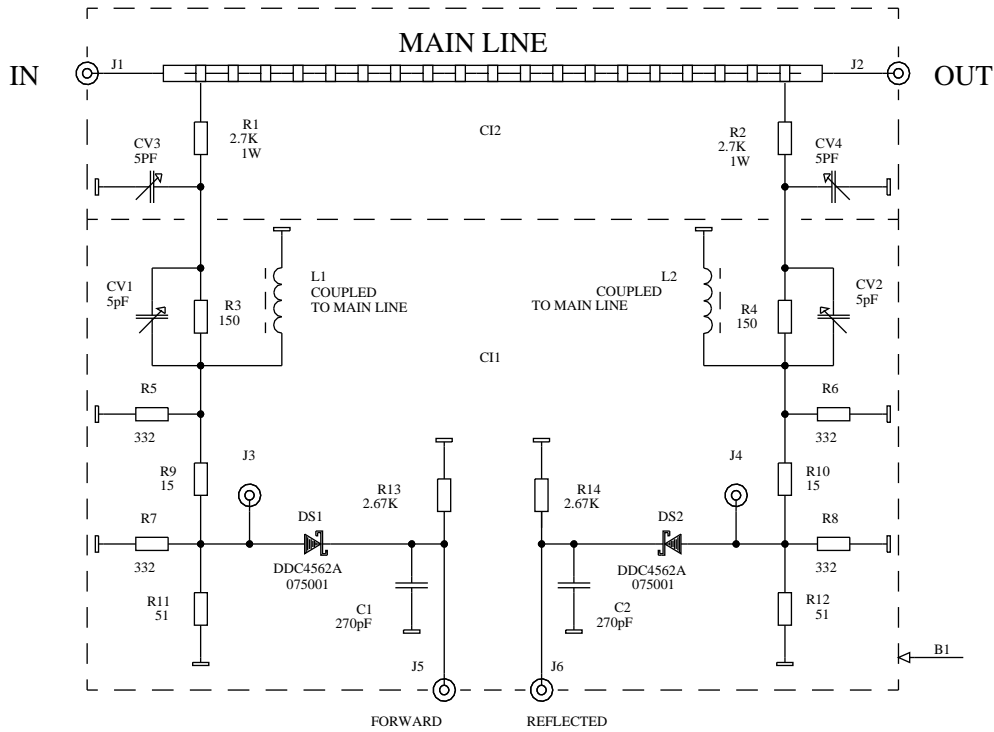 MAIN LINE
IN
J1
J2
OUT
R1
2.7K
1W
CI2
R2
2.7K
1W
CV3
5PF
CV4
5PF
L1
COUPLED
TO MAIN LINE
L2
COUPLED
TO MAIN LINE
CV1
5pF
CV2
5pF
R3
150
R4
150
CI1
R5
332
R6
332
J3
J4
R9
15
R13
2.67K
R14
2.67K
R10
15
R7
332
DS1
DDC4562A
075001
DS2
DDC4562A
075001
R8
332
R11
51
C1
270pF
C2
270pF
R12
51
B1
J5
J6
FORWARD
REFLECTED